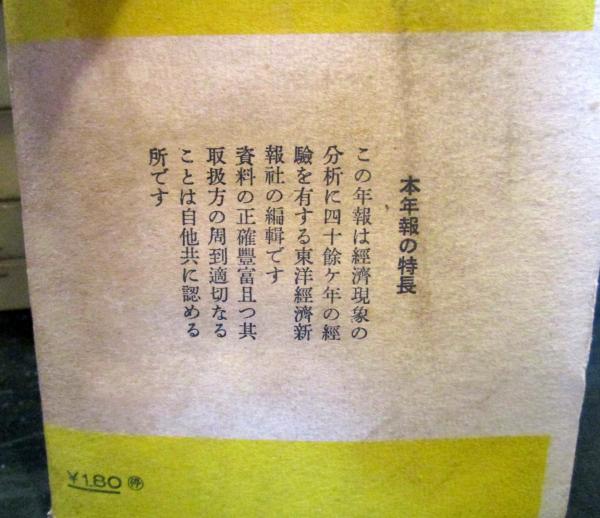 本年報の特長
この年報は經濟現象の
分析に四十餘ケ年の經
驗を有する東洋經濟新
報社の編輯です
資料の正確豐富且つ其
取扱方の周到適切なる
ことは自他共に認める
所です
¥1.80 ㊕